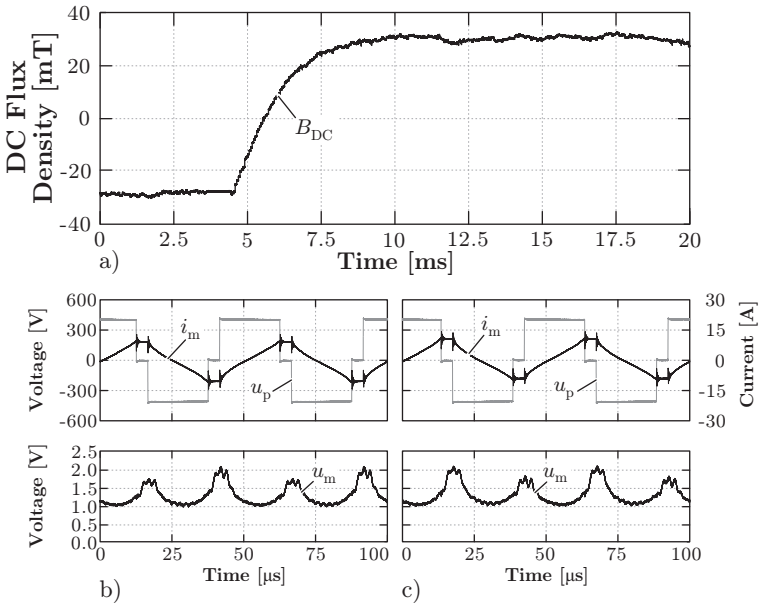 DC Flux
Density [mT]
40
20
0
-20
-40
B_DC
0 2.5 5 7.5 10 12.5 15 17.5 20
Time [ms]
a)
Voltage [V]
600
300
0
-300
-600
i_m
u_p
i_m
u_p
30
15
0
-15
-30
Current [A]
Voltage [V]
2.5
2.0
1.5
1.0
0.5
0.0
u_m
u_m
0 25 50 75 100
0 25 50 75 100
Time [µs]
Time [µs]
b)
c)